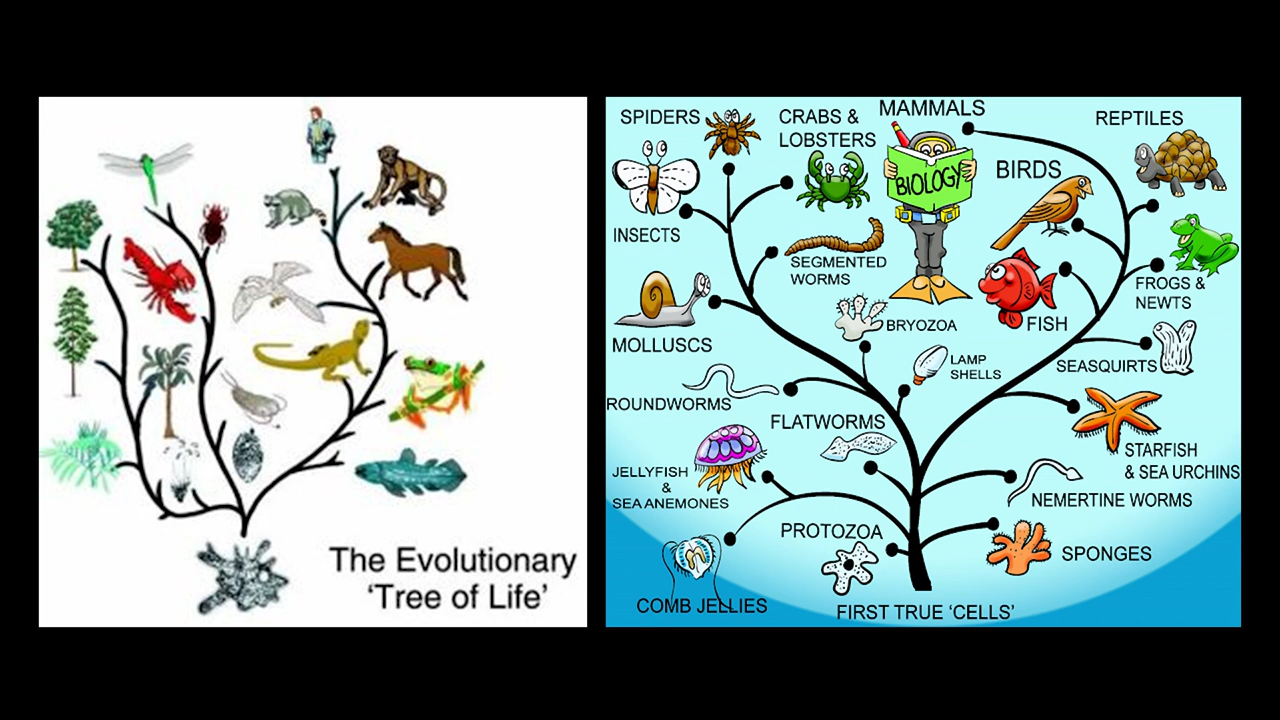 The Evolutionary
‘Tree of Life’
SPIDERS
CRABS &
LOBSTERS
MAMMALS
REPTILES
BIOLOGY
BIRDS
INSECTS
SEGMENTED
WORMS
FROGS &
NEWTS
MOLLUSCS
BRYOZOA
FISH
LAMP
SHELLS
SEASQUIRTS
ROUNDWORMS
FLATWORMS
STARFISH
& SEA URCHINS
JELLYFISH
&
SEA ANEMONES
NEMERTINE WORMS
PROTOZOA
SPONGES
COMB JELLIES
FIRST TRUE ‘CELLS’